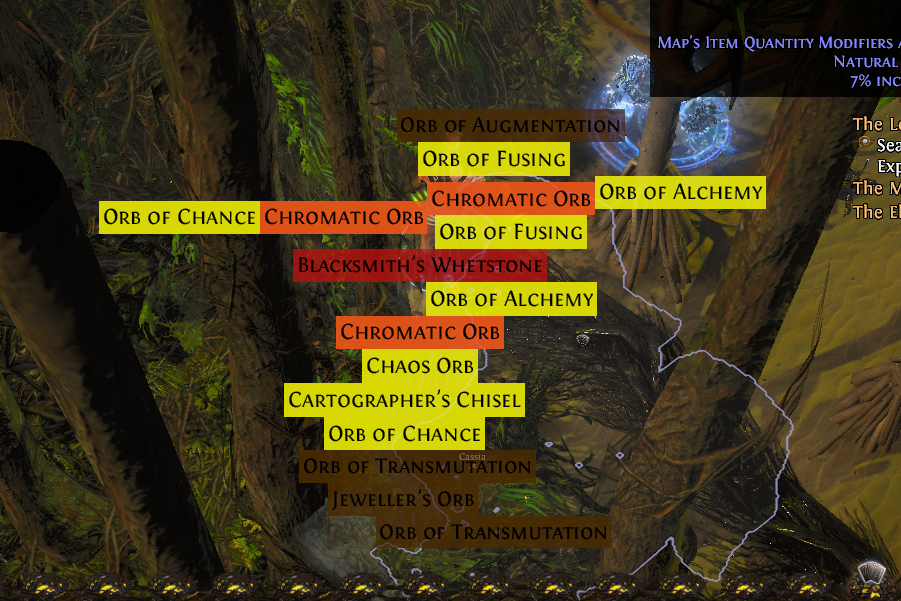 Map's Item Quantity Modifiers
Natural
7% inc
Orb of Augmentation
Orb of Fusing
Chromatic Orb
Orb of Alchemy
Orb of Chance
Chromatic Orb
Orb of Fusing
Blacksmith's Whetstone
Orb of Alchemy
Chromatic Orb
Chaos Orb
Cartographer's Chisel
Orb of Chance
Cassia
Orb of Transmutation
Jeweller's Orb
Orb of Transmutation
The L
Sea
Exp
The M
The E